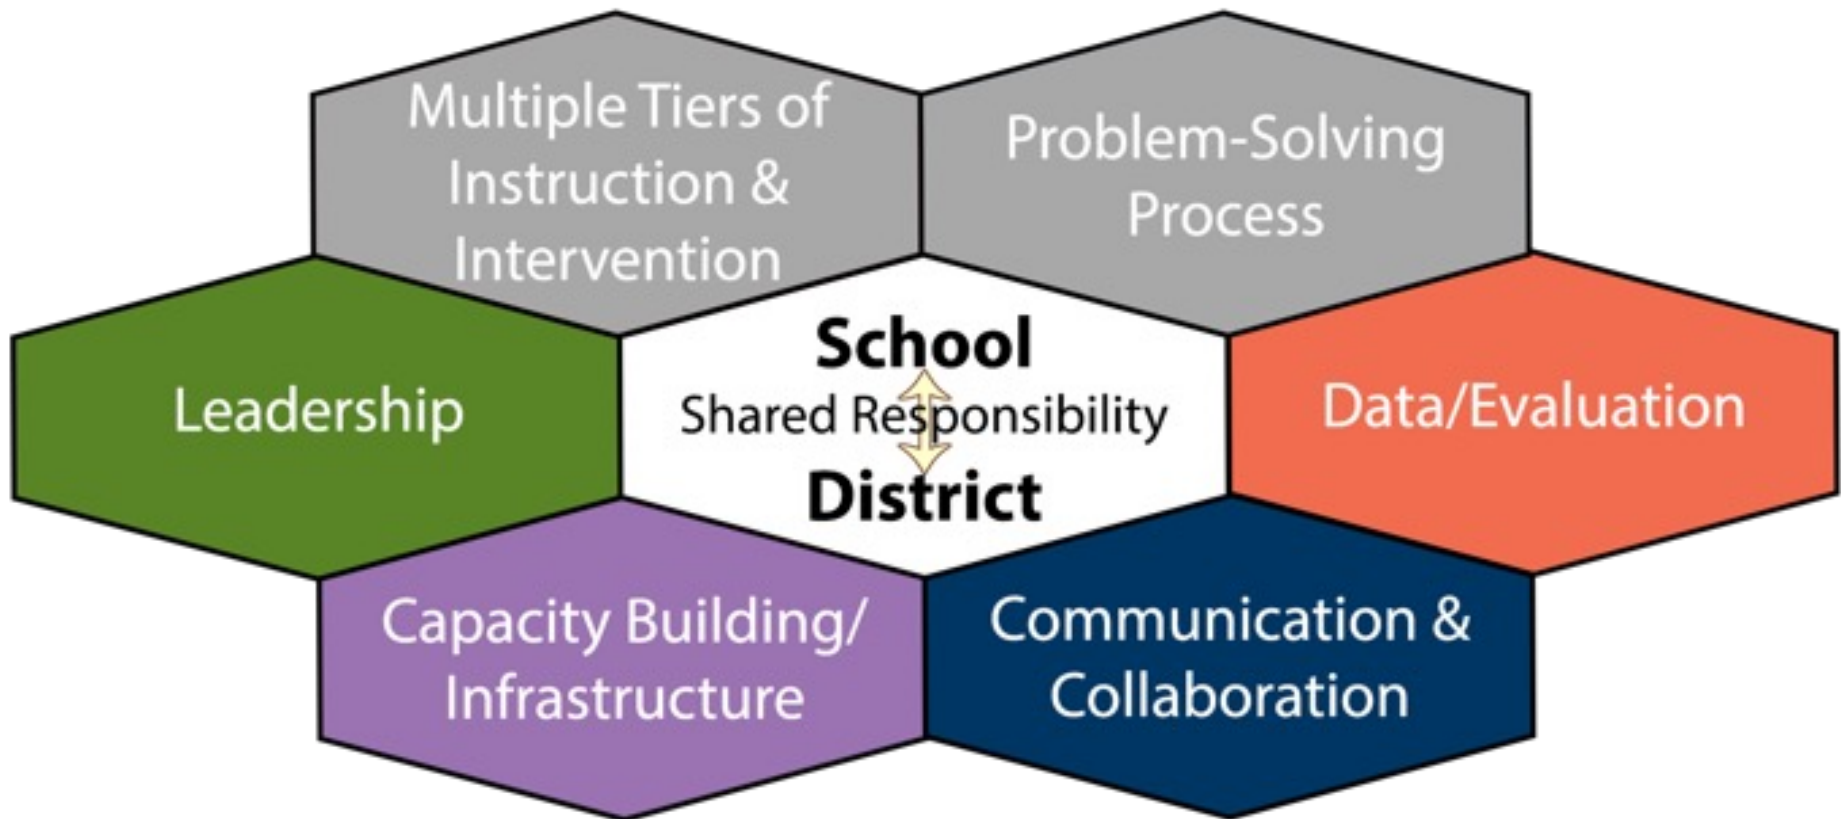 Multiple Tiers of
Instruction &
Intervention
Problem-Solving
Process
Leadership
School
Shared Responsibility
District
Data/Evaluation
Capacity Building/
Infrastructure
Communication &
Collaboration